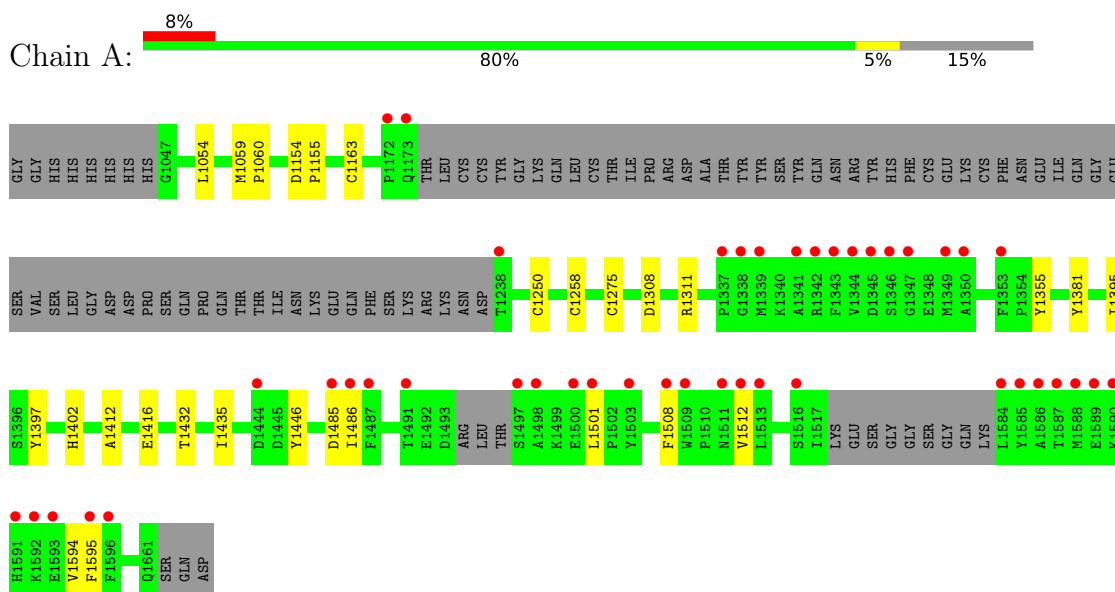 8%
Chain A:
80% 5% 15%
GLY GLY HIS HIS HIS HIS HIS HIS G1047 L1054 M1059 P1060 D1154 P1155 C1163 P1172 Q1173 THR LEU CYS CYS TYR GLY LYS GLN LEU CYS THR ILE PRO ARG ASP ALA THR TYR TYR SER TYR GLN ASN ARG TYR HIS PHE CYS GLU LYS CYS PHE ASN GLU ILE GLN GLY GLU
SER VAL SER LEU GLY ASP ASP PRO SER GLN PRO GLN THR THR ILE ASN LYS GLU GLN PHE SER LYS ARG LYS ASN ASP T1238 C1250 C1258 C1275 D1308 R1311 P1337 G1338 M1339 K1340 A1341 R1342 F1343 V1344 D1345 S1346 G1347 E1348 M1349 A1350 F1353 P1354 Y1355 Y1381 I1395
S1396 Y1397 H1402 A1412 E1416 T1432 I1435 D1444 D1445 Y1446 D1485 I1486 F1487 T1491 E1492 D1493 ARG LEU THR S1497 A1498 K1499 E1500 L1501 P1502 Y1503 F1508 W1509 P1510 N1511 V1512 L1513 S1516 I1517 LYS GLU SER GLY GLY SER GLY GLN LYS L1584 Y1585 A1586 T1587 M1588 E1589 K1590
H1591 K1592 E1593 V1594 F1595 F1596 Q1661 SER GLN ASP